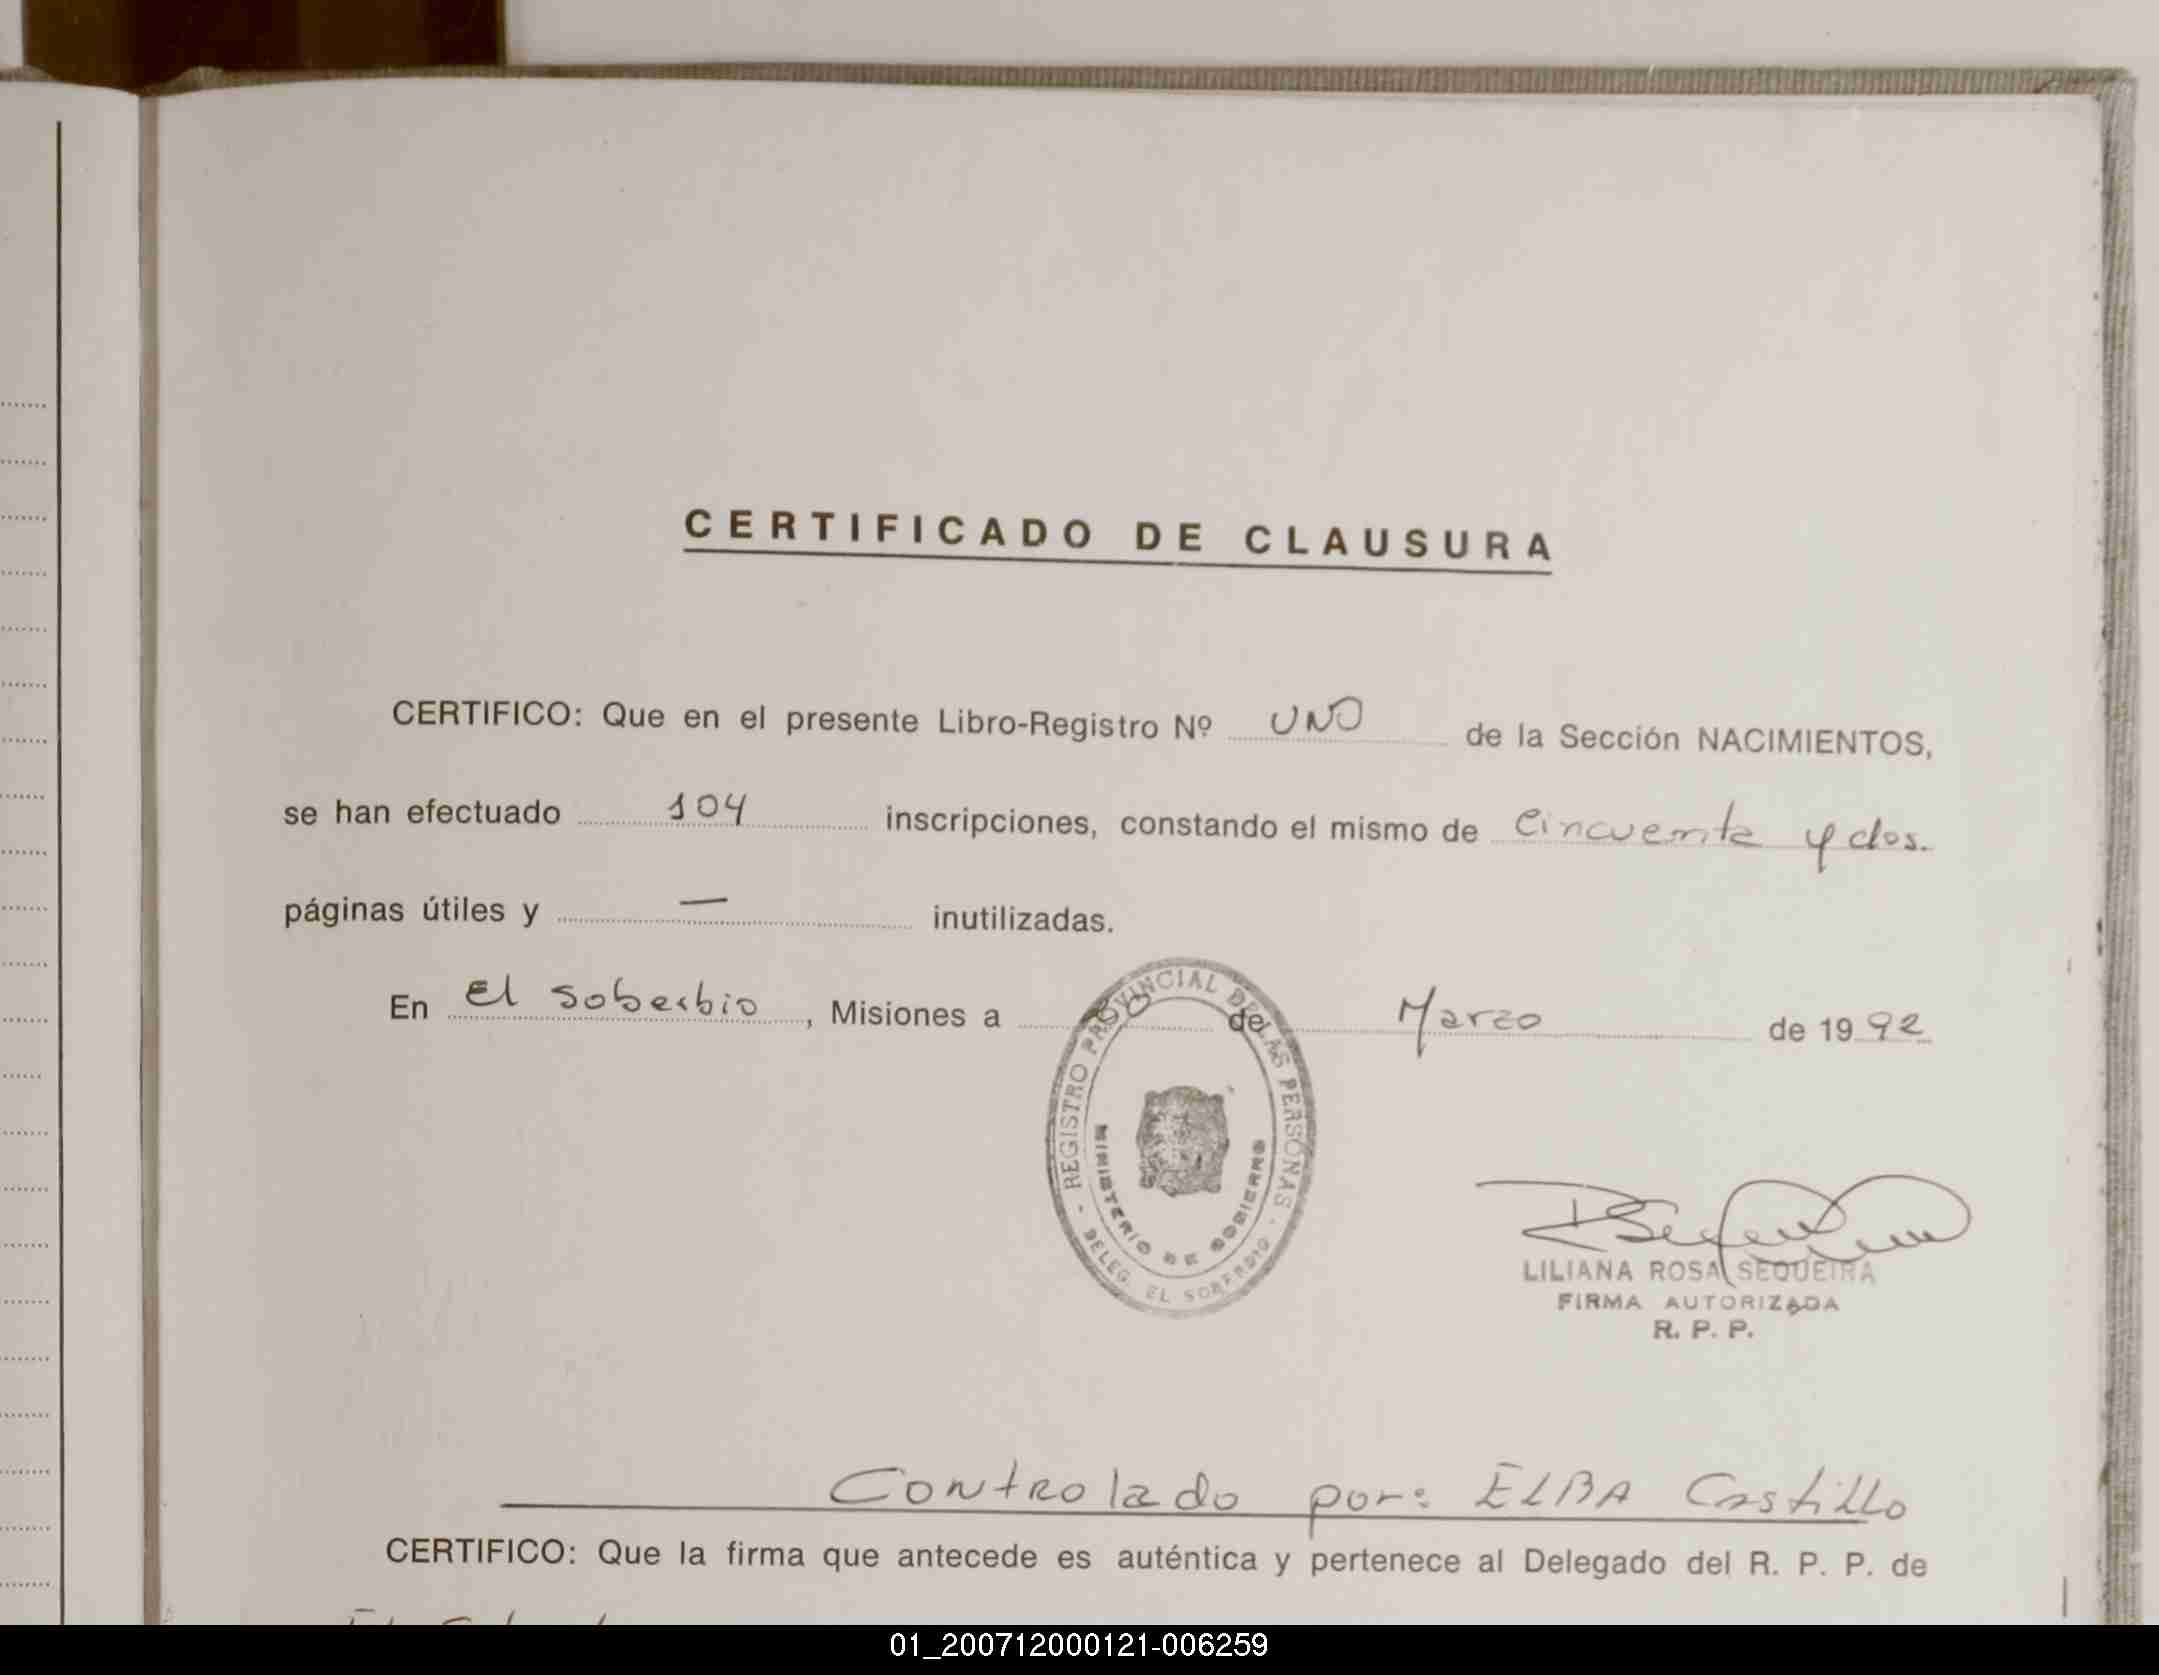 CERTIFICADO DE CLAUSURA
CERTIFICO: Que en el presente Libro-Registro Nº UNO de la Sección NACIMIENTOS,
se han efectuado 104 inscripciones, constando el mismo de cincuenta y dos.
páginas útiles y — inutilizadas.
En El Soberbio, Misiones a de Marzo de 1992
REGISTRO PROVINCIAL DE LAS PERSONAS - DELEG. EL SOBERBIO -
MINISTERIO DE GOBIERNO
LILIANA ROSA SEQUEIRA
FIRMA AUTORIZADA
R. P. P.
Controlado por: ELBA Castillo
CERTIFICO: Que la firma que antecede es auténtica y pertenece al Delegado del R. P. P. de
01_200712000121-006259